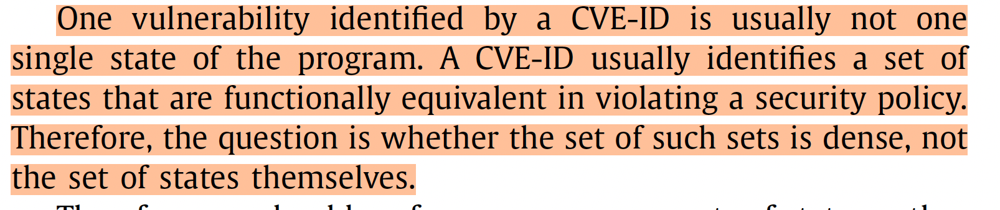 One vulnerability identified by a CVE-ID is usually not one
single state of the program. A CVE-ID usually identifies a set of
states that are functionally equivalent in violating a security policy.
Therefore, the question is whether the set of such sets is dense, not
the set of states themselves.